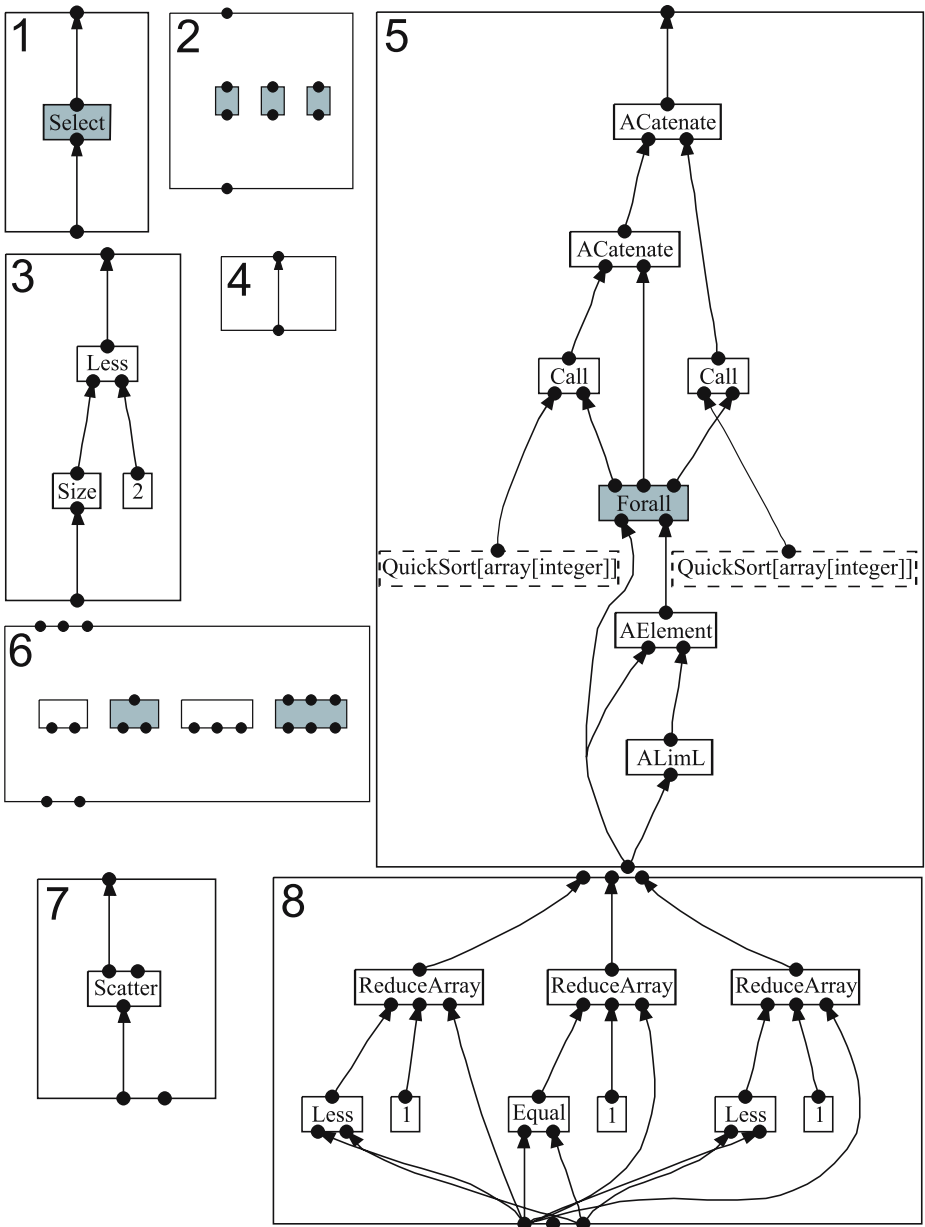 1
Select
2
3
Less
Size
2
4
5
ACatenate
ACatenate
Call
Call
Forall
QuickSort[array[integer]]
QuickSort[array[integer]]
AElement
ALimL
6
7
Scatter
8
ReduceArray
ReduceArray
ReduceArray
Less
1
Equal
1
Less
1